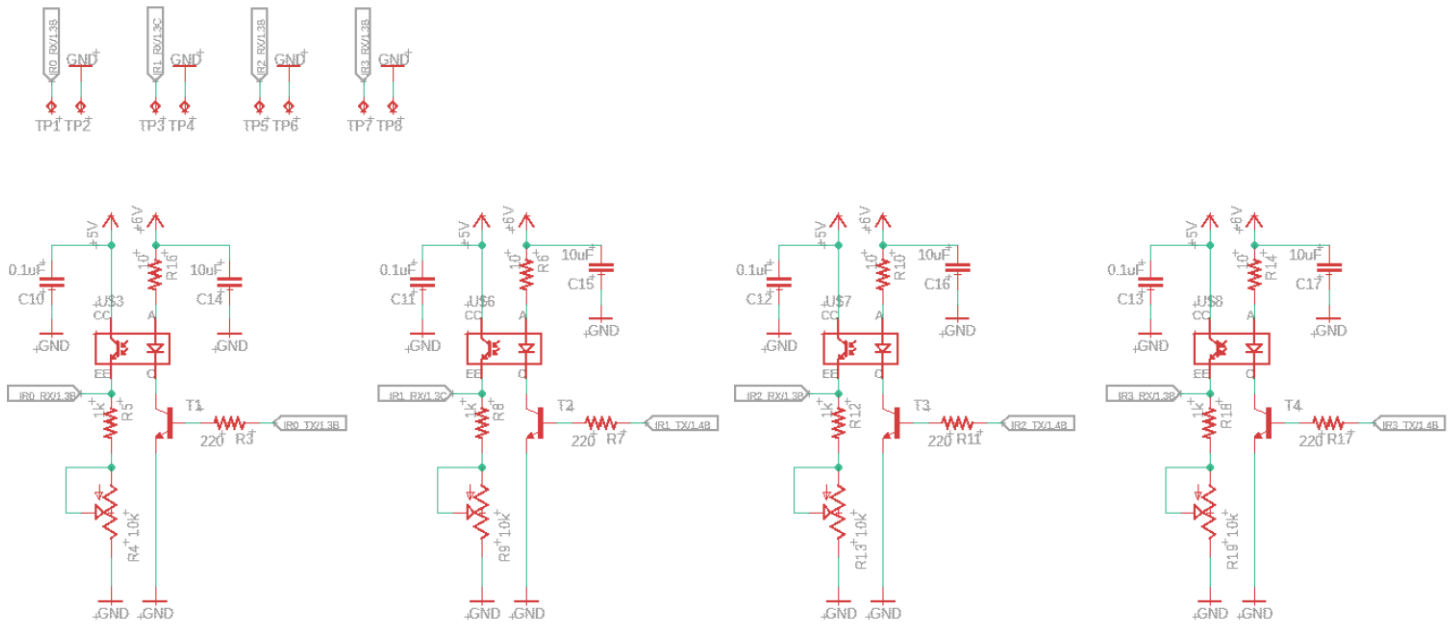 IR0_RX/1.3B
GND
IR1_RX/1.3C
GND
IR2_RX/1.3B
GND
IR3_RX/1.3B
GND
TP1 TP2
TP3 TP4
TP5 TP6
TP7 TP8
+5V
+6V
0.1uF
C10
10
R16
10uF
C14
U$3
CC
A
GND
GND
EE
C
IR0_RX/1.3B
1k
R5
T1
220
R3
IR0_TX/1.3B
R4
10k
GND
GND
+5V
+6V
0.1uF
C11
10
R6
10uF
C15
U$6
CC
A
GND
GND
EE
C
IR1_RX/1.3C
1k
R8
T2
220
R7
IR1_TX/1.4B
R9
10k
GND
GND
+5V
+6V
0.1uF
C12
10
R10
10uF
C16
U$7
CC
A
GND
GND
EE
C
IR2_RX/1.3B
1k
R12
T3
220
R11
IR2_TX/1.4B
R13
10k
GND
GND
+5V
+6V
0.1uF
C13
10
R14
10uF
C17
U$8
CC
A
GND
GND
EE
C
IR3_RX/1.3B
1k
R18
T4
220
R17
IR3_TX/1.4B
R19
10k
GND
GND